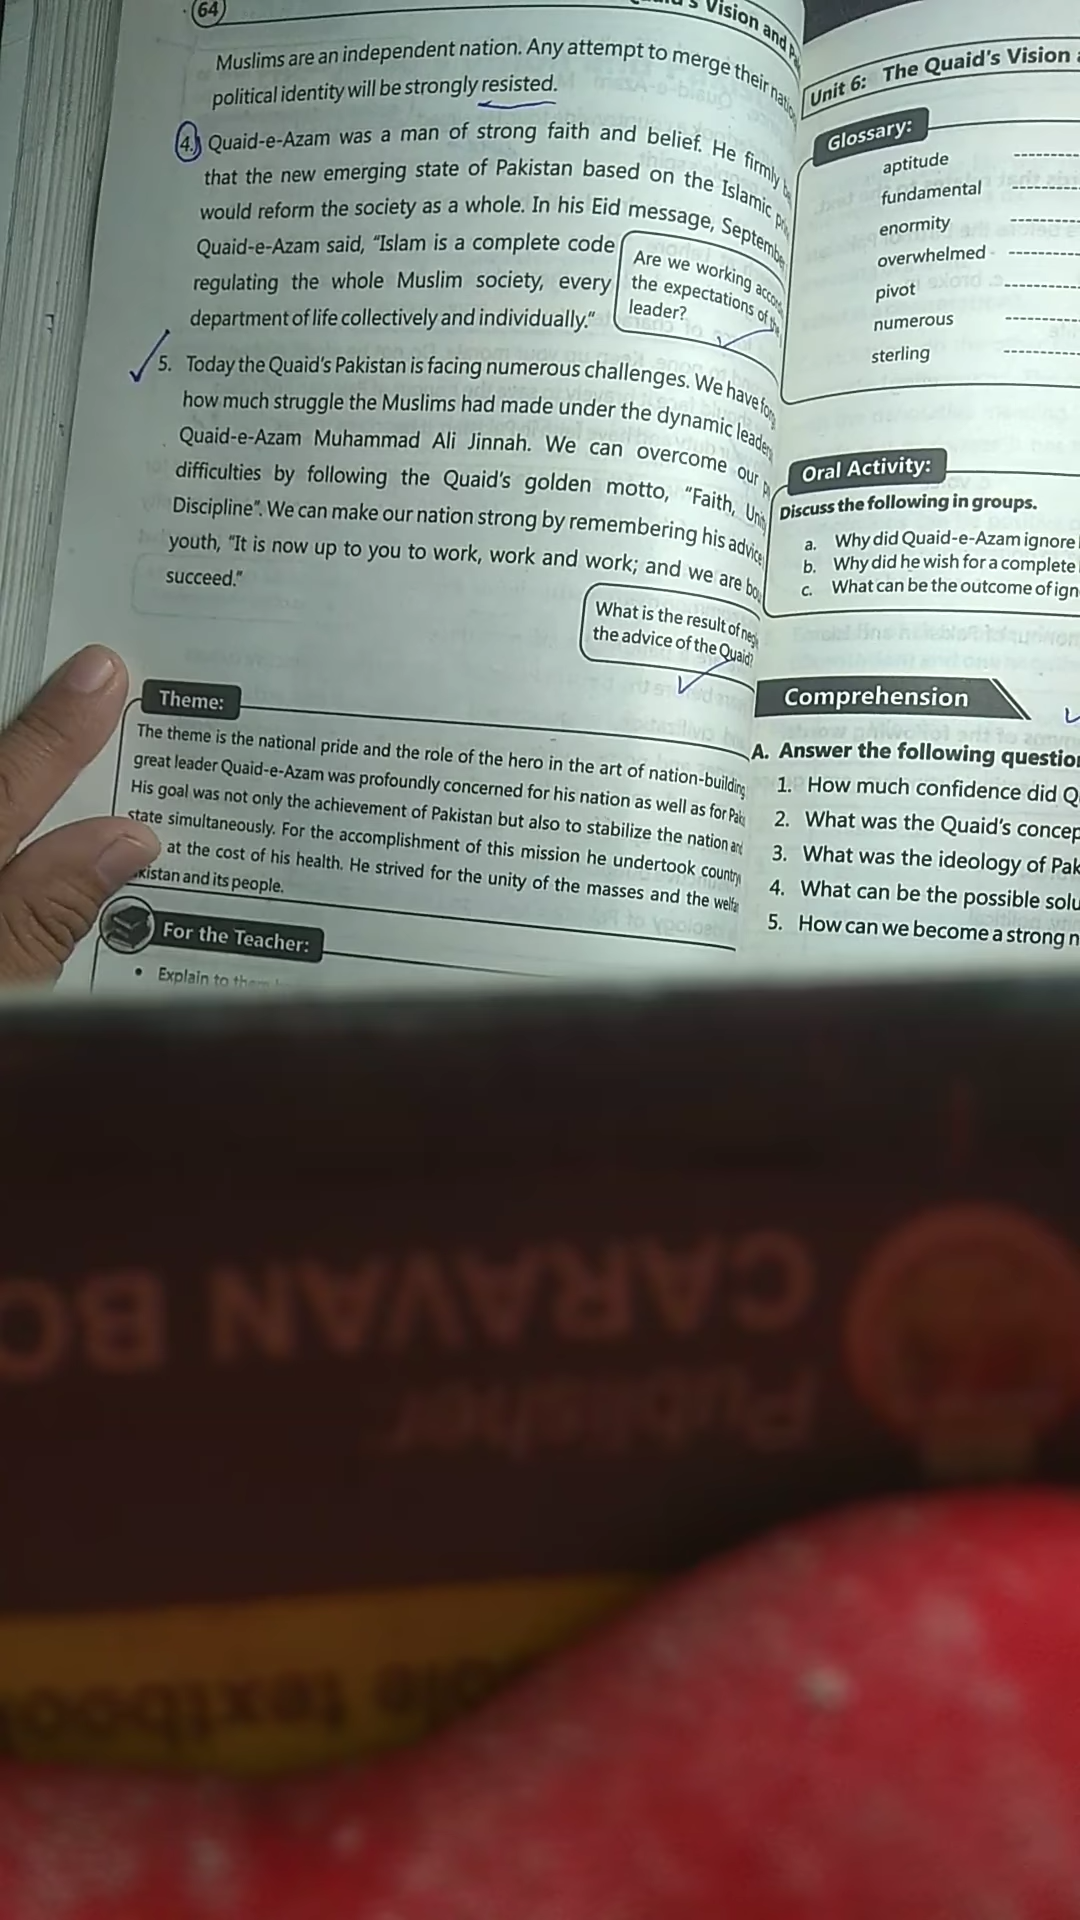 64
's Vision and
Muslims are an independent nation. Any attempt to merge their
political identity will be strongly resisted.
4. Quaid-e-Azam was a man of strong faith and belief. He firmly
that the new emerging state of Pakistan based on the Islamic
would reform the society as a whole. In his Eid message,
Quaid-e-Azam said, “Islam is a complete code
regulating the whole Muslim society, every
department of life collectively and individually.”
Are we working
the expectations of
leader?
5. Today the Quaid's Pakistan is facing numerous challenges. We have
how much struggle the Muslims had made under the dynamic
Quaid-e-Azam Muhammad Ali Jinnah. We can overcome our
difficulties by following the Quaid's golden motto, “Faith,
Discipline”. We can make our nation strong by remembering his advice
youth, “It is now up to you to work, work and work; and we are
succeed.”
What is the result of
the advice of the Quaid?
Theme:
The theme is the national pride and the role of the hero in the art of nation-building
great leader Quaid-e-Azam was profoundly concerned for his nation as well as for
His goal was not only the achievement of Pakistan but also to stabilize the nation
state simultaneously. For the accomplishment of this mission he undertook
at the cost of his health. He strived for the unity of the masses and the
and its people.
For the Teacher:
• Explain to them
Unit 6: The Quaid's Vision
Glossary:
aptitude
fundamental
enormity
overwhelmed
pivot
numerous
sterling
Oral Activity:
Discuss the following in groups.
a. Why did Quaid-e-Azam ignore
b. Why did he wish for a complete
c. What can be the outcome of
Comprehension
A. Answer the following
1. How much confidence did
2. What was the Quaid's
3. What was the ideology of
4. What can be the possible
5. How can we become a strong
CARAVAN
Publisher